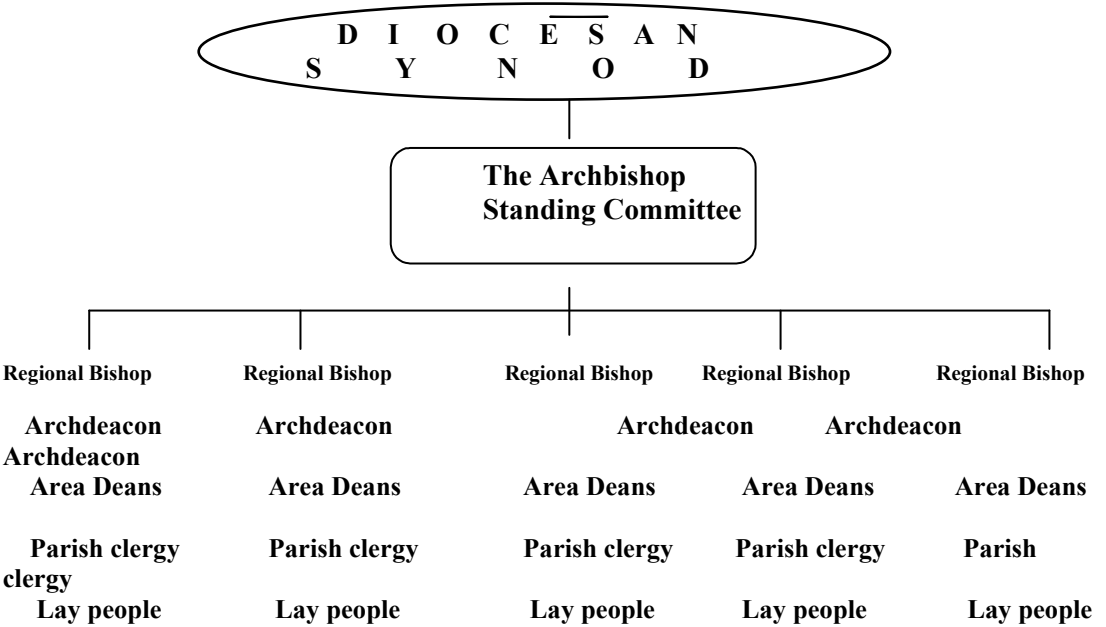 D I O C E S A N
S Y N O D
The Archbishop
Standing Committee
Regional Bishop Regional Bishop Regional Bishop Regional Bishop Regional Bishop
Archdeacon Archdeacon Archdeacon Archdeacon
Archdeacon
Area Deans Area Deans Area Deans Area Deans Area Deans
Parish clergy Parish clergy Parish clergy Parish clergy Parish
clergy
Lay people Lay people Lay people Lay people Lay people